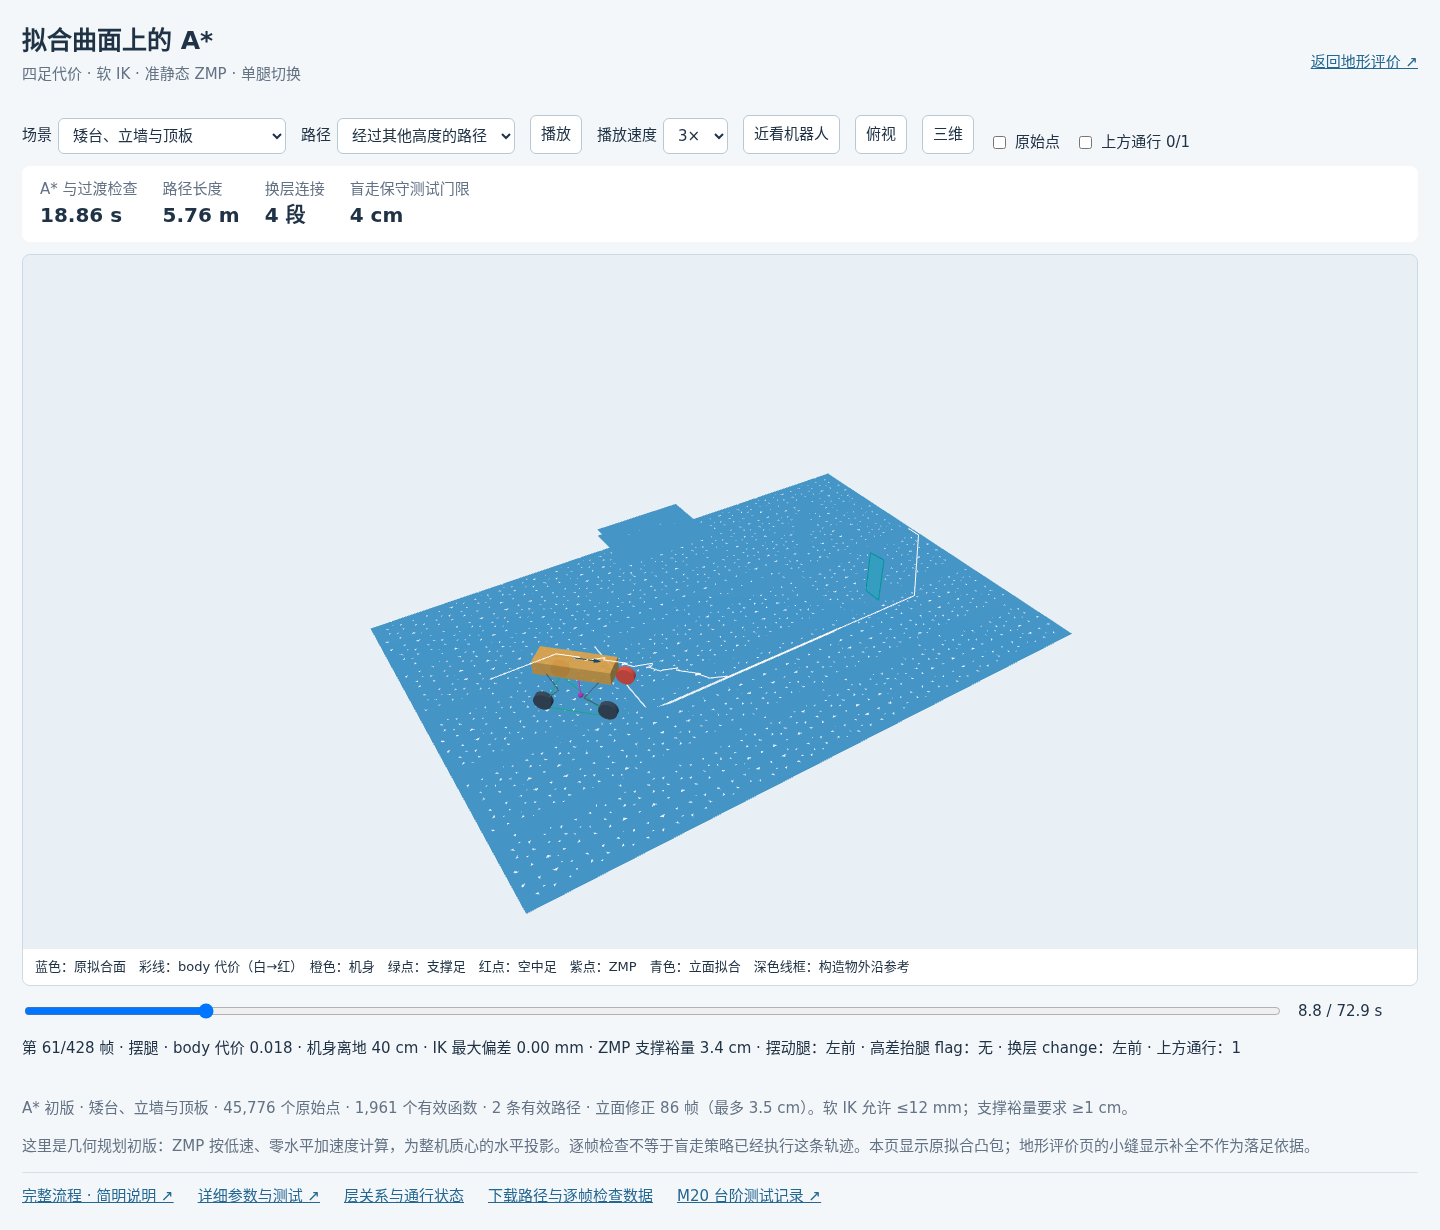 拟合曲面上的 A*
四足代价 · 软 IK · 准静态 ZMP · 单腿切换
返回地形评价 ↗
场景 矮台、立墙与顶板 路径 经过其他高度的路径 播放 播放速度 3× 近看机器人 俯视 三维 原始点 上方通行 0/1
A* 与过渡检查 路径长度 换层连接 盲走保守测试门限
18.86 s 5.76 m 4 段 4 cm
蓝色：原拟合面 彩线：body 代价（白→红） 橙色：机身 绿点：支撑足 红点：空中足 紫点：ZMP 青色：立面拟合 深色线框：构造物外沿参考
8.8 / 72.9 s
第 61/428 帧 · 摆腿 · body 代价 0.018 · 机身离地 40 cm · IK 最大偏差 0.00 mm · ZMP 支撑裕量 3.4 cm · 摆动腿：左前 · 高差抬腿 flag：无 · 换层 change：左前 · 上方通行：1
A* 初版 · 矮台、立墙与顶板 · 45,776 个原始点 · 1,961 个有效函数 · 2 条有效路径 · 立面修正 86 帧（最多 3.5 cm）。软 IK 允许 ≤12 mm；支撑裕量要求 ≥1 cm。
这里是几何规划初版：ZMP 按低速、零水平加速度计算，为整机质心的水平投影。逐帧检查不等于盲走策略已经执行这条轨迹。本页显示原拟合凸包；地形评价页的小缝显示补全不作为落足依据。
完整流程 · 简明说明 ↗ 详细参数与测试 ↗ 层关系与通行状态 下载路径与逐帧检查数据 M20 台阶测试记录 ↗